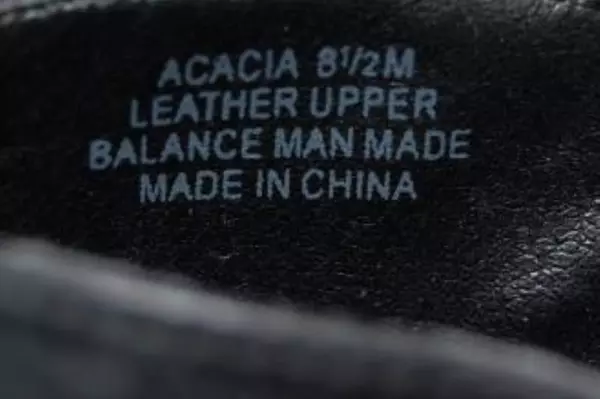 ACACIA 8½M
LEATHER UPPER
BALANCE MAN MADE
MADE IN CHINA